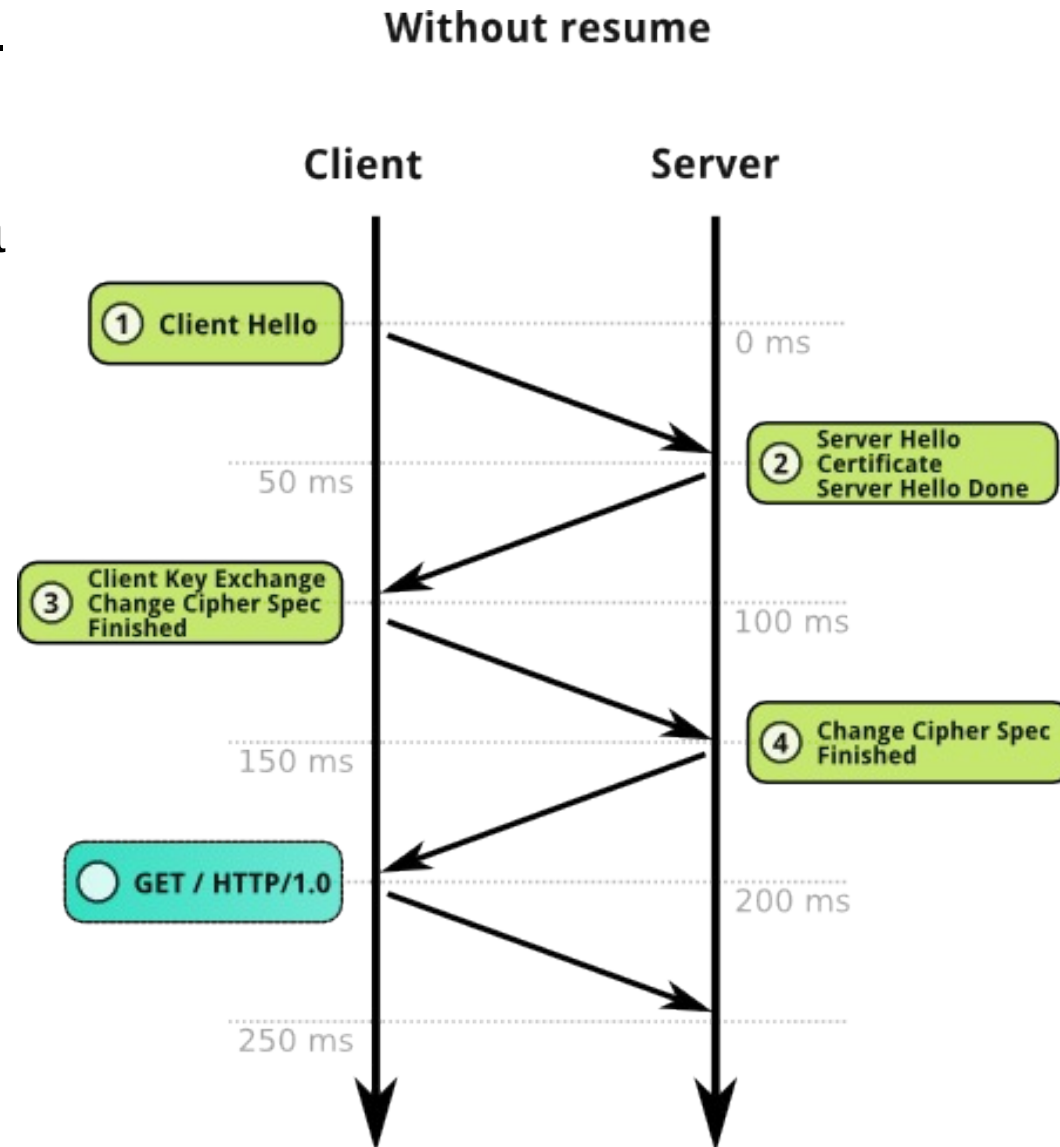 Without resume
Client
Server
1
Client Hello
0 ms
50 ms
2
Server Hello
Certificate
Server Hello Done
3
Client Key Exchange
Change Cipher Spec
Finished
100 ms
150 ms
4
Change Cipher Spec
Finished
GET / HTTP/1.0
200 ms
250 ms